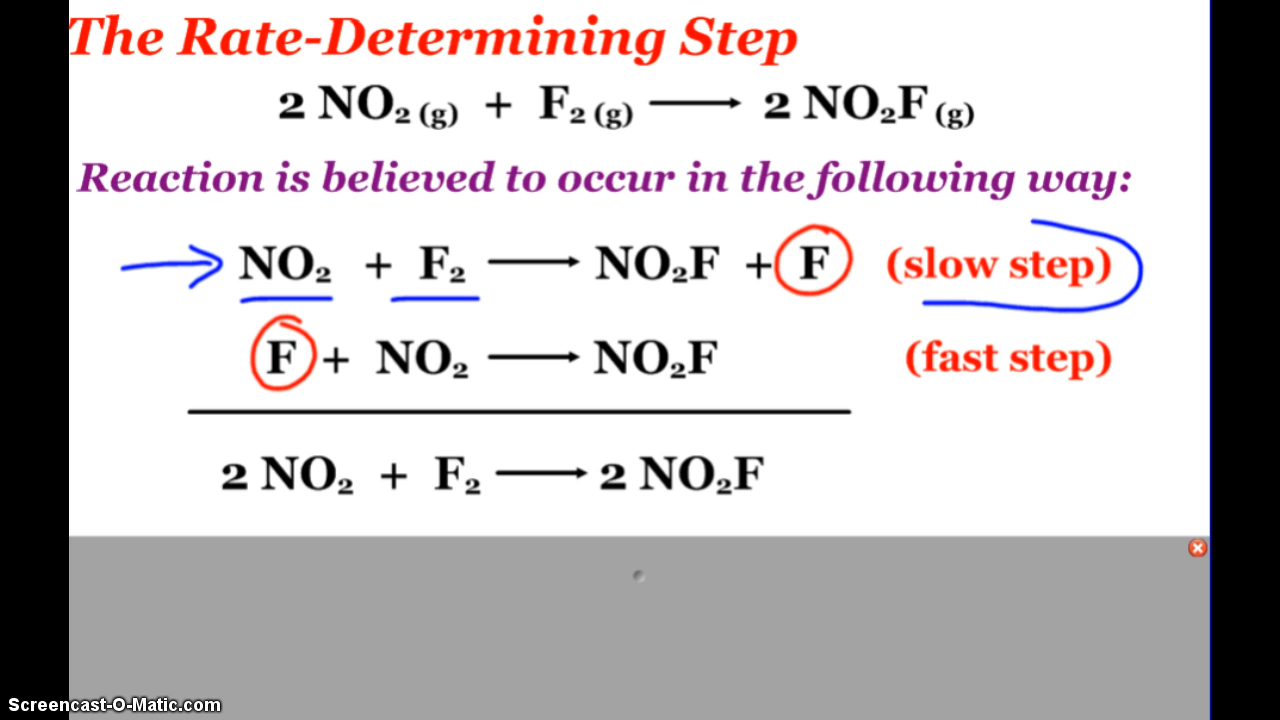 The Rate-Determining Step
2 NO₂ (g) + F₂ (g) ⟶ 2 NO₂F (g)
Reaction is believed to occur in the following way:
NO₂ + F₂ ⟶ NO₂F + F (slow step)
F + NO₂ ⟶ NO₂F (fast step)
2 NO₂ + F₂ ⟶ 2 NO₂F
Screencast-O-Matic.com